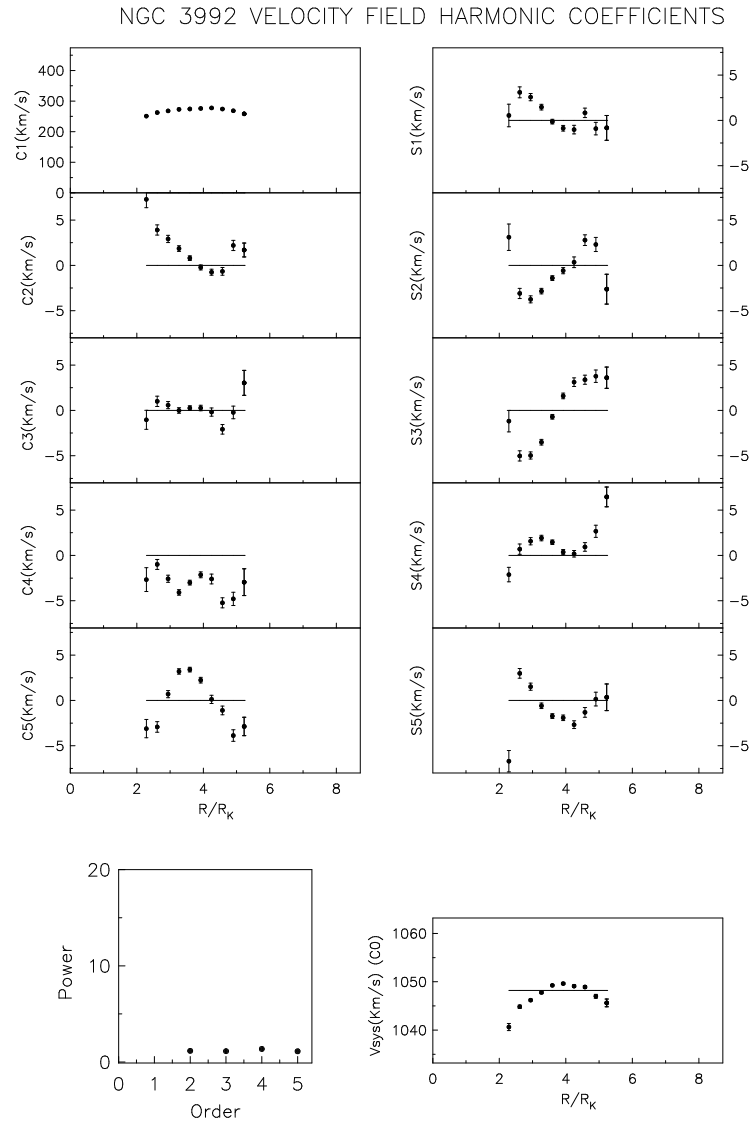 NGC 3992 VELOCITY FIELD HARMONIC COEFFICIENTS
C1(Km/s)
400
300
200
100
0
S1(Km/s)
5
0
−5
C2(Km/s)
5
0
−5
S2(Km/s)
5
0
−5
C3(Km/s)
5
0
−5
S3(Km/s)
5
0
−5
C4(Km/s)
5
0
−5
S4(Km/s)
5
0
−5
C5(Km/s)
5
0
−5
S5(Km/s)
5
0
−5
0 2 4 6 8
R/RK
0 2 4 6 8
R/RK
Power
20
10
0
0 1 2 3 4 5
Order
Vsys(Km/s) (C0)
1060
1050
1040
0 2 4 6 8
R/RK